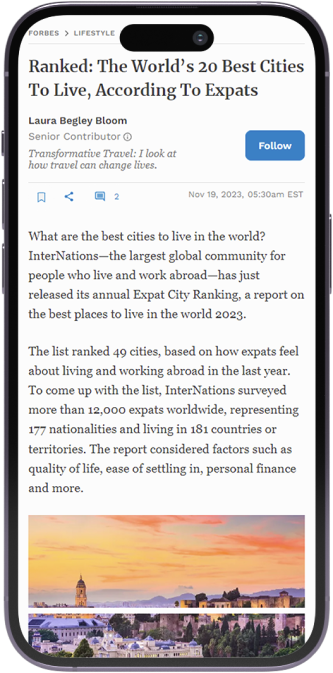 FORBES > LIFESTYLE
Ranked: The World's 20 Best Cities
To Live, According To Expats
Laura Begley Bloom
Senior Contributor
Transformative Travel: I look at
how travel can change lives.
Follow
2
Nov 19, 2023, 05:30am EST
What are the best cities to live in the world?
InterNations—the largest global community for
people who live and work abroad—has just
released its annual Expat City Ranking, a report on
the best places to live in the world 2023.
The list ranked 49 cities, based on how expats feel
about living and working abroad in the last year.
To come up with the list, InterNations surveyed
more than 12,000 expats worldwide, representing
177 nationalities and living in 181 countries or
territories. The report considered factors such as
quality of life, ease of settling in, personal finance
and more.